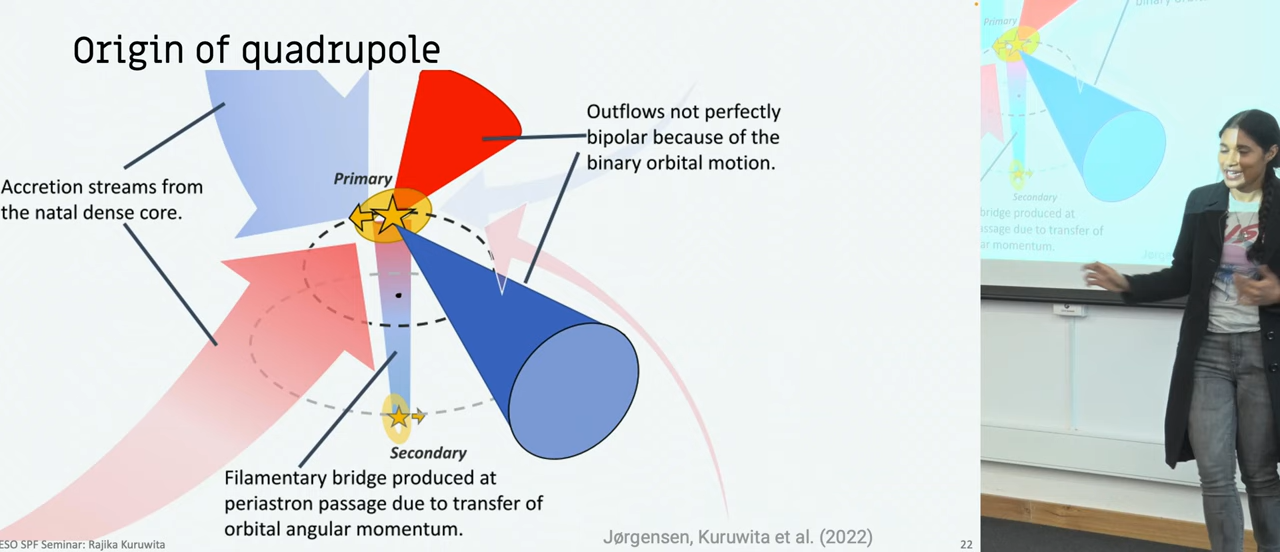 Origin of quadrupole
Outflows not perfectly
bipolar because of the
binary orbital motion.
Primary
Accretion streams from
the natal dense core.
Secondary
Filamentary bridge produced at
periastron passage due to transfer of
orbital angular momentum.
Jørgensen, Kuruwita et al. (2022)
ESO SPF Seminar: Rajika Kuruwita
22
Primary
Secondary
bridge produced at
due to transfer of
momentum.